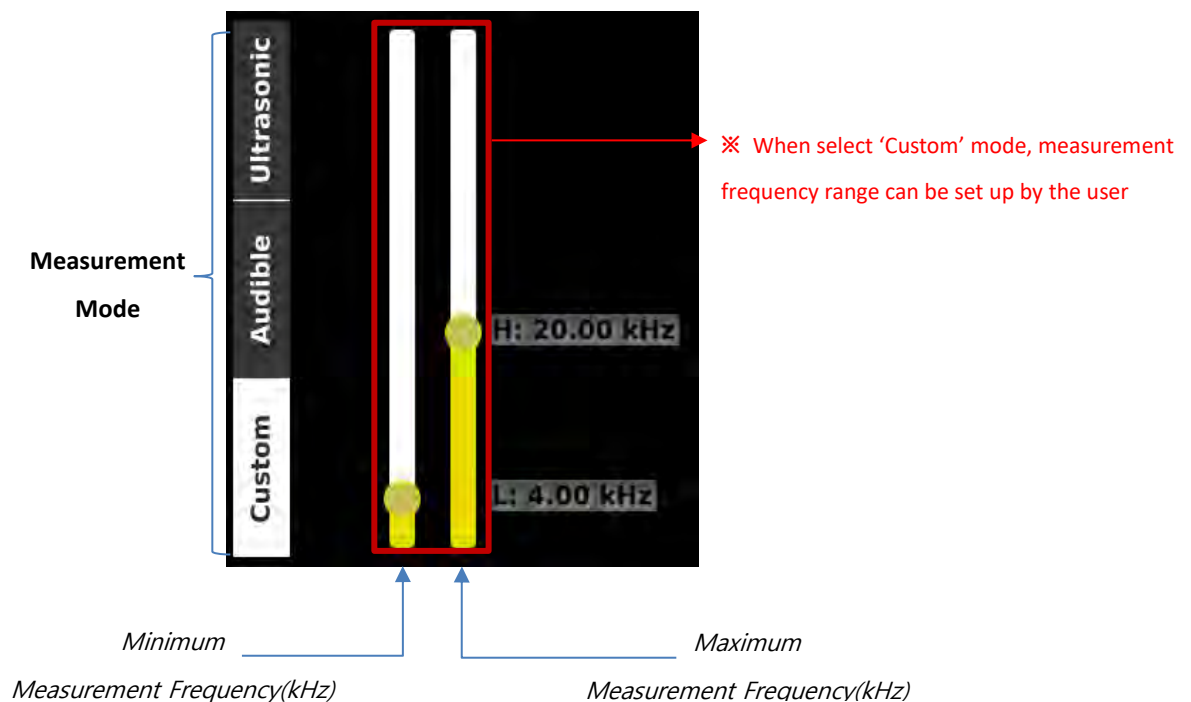 Ultrasonic
Audible
Custom
Measurement
Mode
H: 20.00 kHz
L: 4.00 kHz
※ When select ‘Custom’ mode, measurement
frequency range can be set up by the user
Minimum
Measurement Frequency(kHz)
Maximum
Measurement Frequency(kHz)